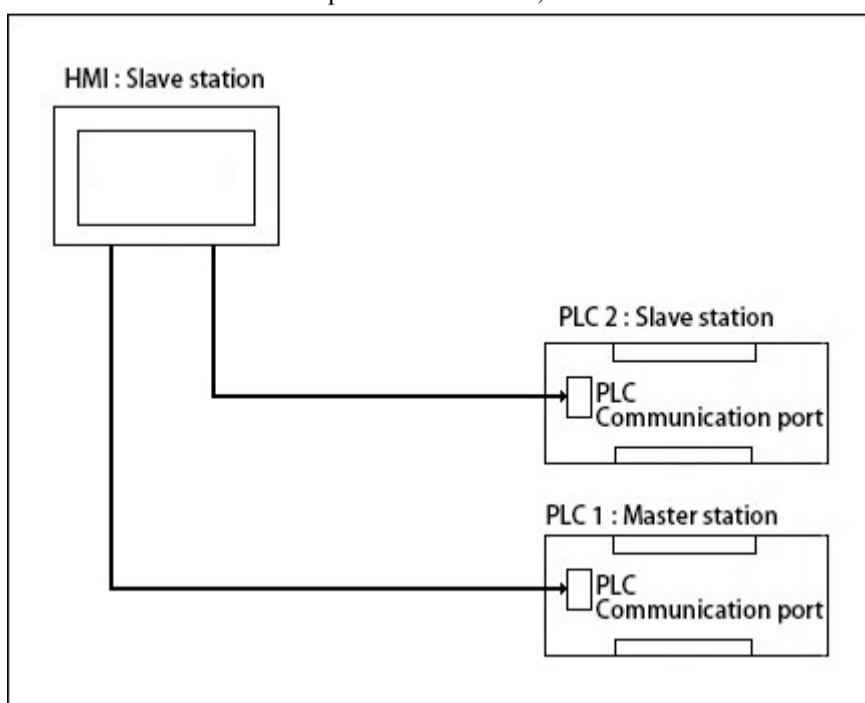 HMI : Slave station
PLC 2 : Slave station
PLC
Communication port
PLC 1 : Master station
PLC
Communication port